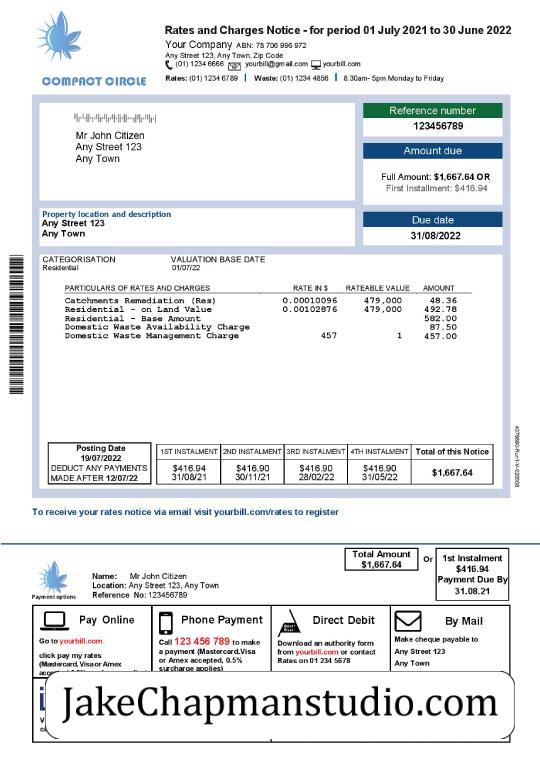 Rates and Charges Notice - for period 01 July 2021 to 30 June 2022
Your Company ABN: 78 706 996 972
Any Street 123, Any Town, Zip Code
(01) 1234 6666 yourbill@gmail.com yourbill.com
Rates: (01) 1234 6789 | Waste: (01) 1234 4856 | 8.30am- 5pm Monday to Friday
COMPACT CIRCLE
Reference number
123456789
Mr John Citizen
Any Street 123
Any Town
Amount due
Full Amount: $1,667.64 OR
First Installment: $416.94
Property location and description
Any Street 123
Any Town
Due date
31/08/2022
CATEGORISATION VALUATION BASE DATE
Residential 01/07/22
PARTICULARS OF RATES AND CHARGES RATE IN $ RATEABLE VALUE AMOUNT
Catchments Remediation (Res) 0.00010096 479,000 48.36
Residential - on Land Value 0.00102876 479,000 492.78
Residential - Base Amount 582.00
Domestic Waste Availability Charge 87.50
Domestic Waste Management Charge 457 1 457.00
Posting Date
19/07/2022
DEDUCT ANY PAYMENTS
MADE AFTER 12/07/22
1ST INSTALMENT 2ND INSTALMENT 3RD INSTALMENT 4TH INSTALMENT Total of this Notice
$416.94 $416.90 $416.90 $416.90 $1,667.64
31/08/21 30/11/21 28/02/22 31/05/22
To receive your rates notice via email visit yourbill.com/rates to register
Total Amount
$1,667.64
Or
1st Instalment
$416.94
Payment Due By
31.08.21
Payment options
Name: Mr John Citizen
Location: Any Street 123, Any Town
Reference No: 123456789
Pay Online
Go to yourbill.com
click pay my rates
(Mastercard,Visa or Amex
Phone Payment
Call 123 456 789 to make
a payment (Mastercard,Visa
or Amex accepted, 0.5%
surcharge applies)
Direct Debit
Download an authority form
from yourbill.com or contact
Rates on 01 234 5678
By Mail
Make cheque payable to
Any Street 123
Any Town
JakeChapmanstudio.com